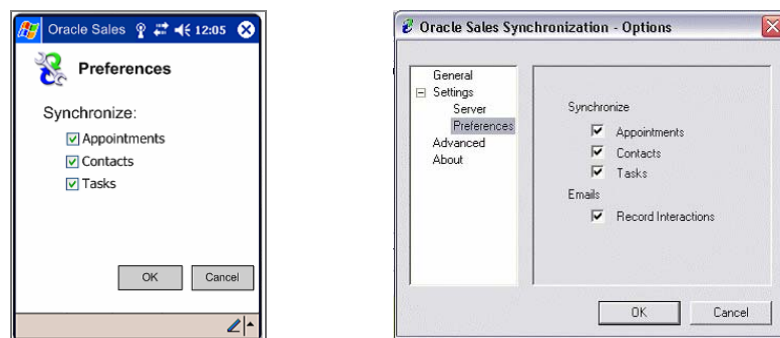 Oracle Sales 12:05
Preferences
Synchronize:
Appointments
Contacts
Tasks
OK Cancel
Oracle Sales Synchronization - Options
General
Settings
Server
Preferences
Advanced
About
Synchronize
Appointments
Contacts
Tasks
Emails
Record Interactions
OK Cancel